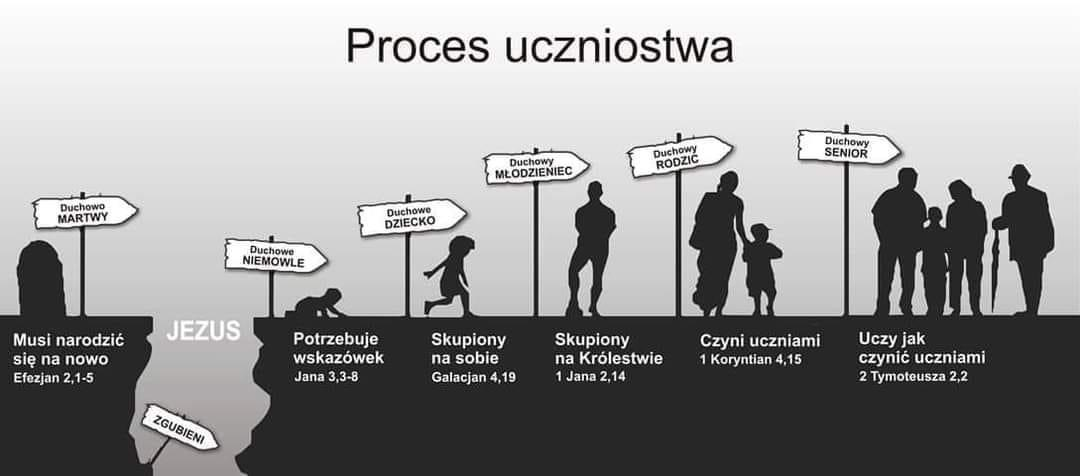 Proces uczniostwa
Duchowo
MARTWY
Duchowe
NIEMOWLE
Duchowe
DZIECKO
Duchowy
MŁODZIENIEC
Duchowy
RODZIC
Duchowy
SENIOR
Musi narodzić
się na nowo
Efezjan 2,1-5
JEZUS
ZGUBIENI
Potrzebuje
wskazówek
Jana 3,3-8
Skupiony
na sobie
Galacjan 4,19
Skupiony
na Królestwie
1 Jana 2,14
Czyni uczniami
1 Koryntian 4,15
Uczy jak
czynić uczniami
2 Tymoteusza 2,2